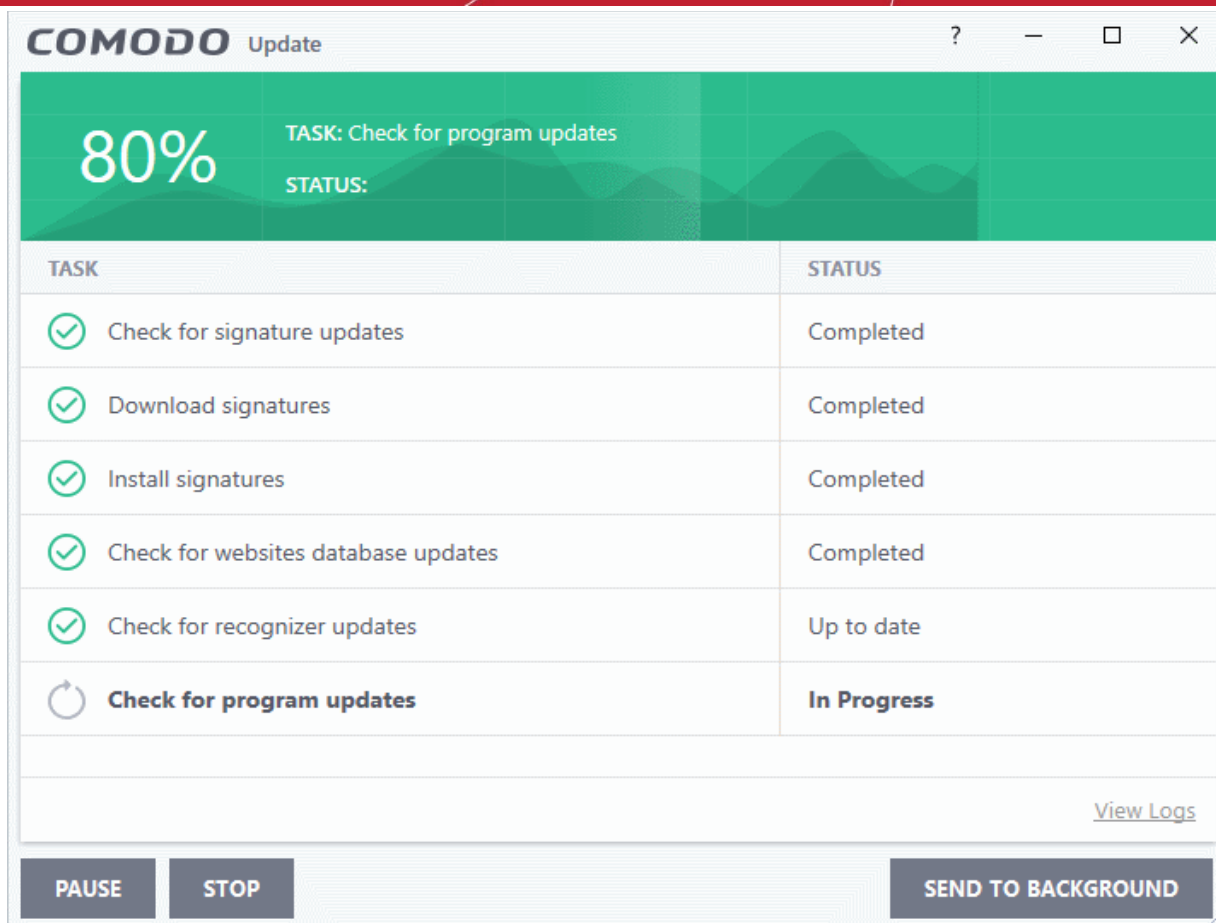 COMODO Update ?
80%
TASK: Check for program updates
STATUS:
TASK STATUS
Check for signature updates Completed
Download signatures Completed
Install signatures Completed
Check for websites database updates Completed
Check for recognizer updates Up to date
Check for program updates In Progress
View Logs
PAUSE STOP SEND TO BACKGROUND